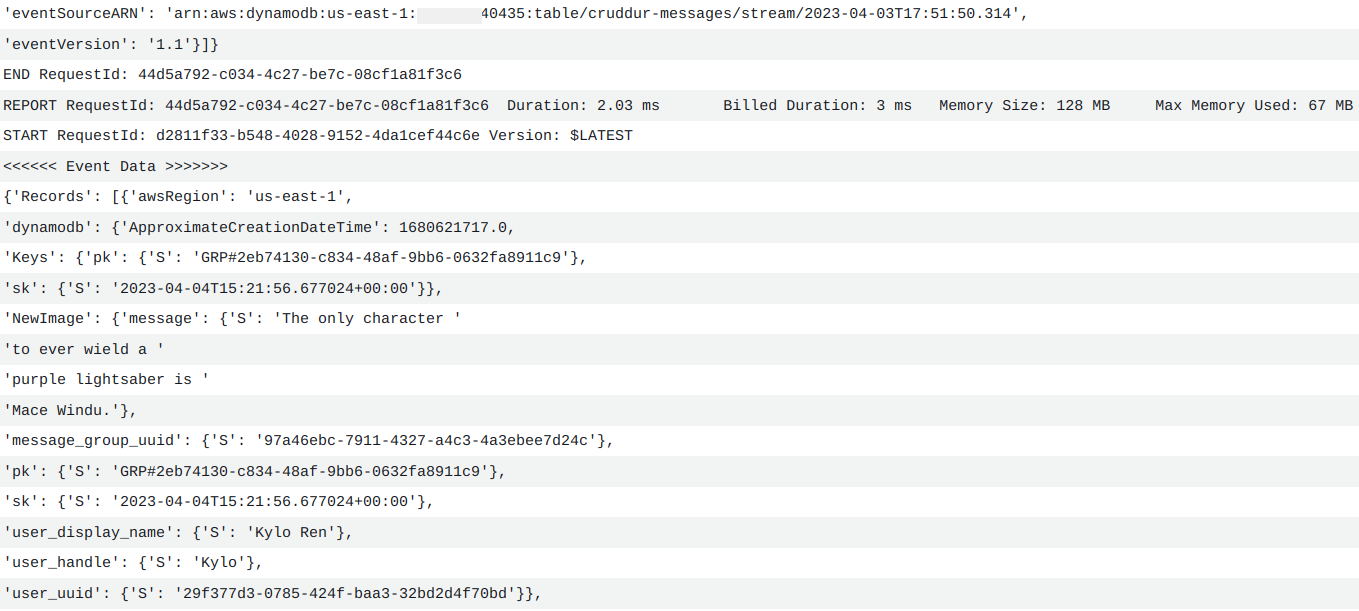 'eventSourceARN': 'arn:aws:dynamodb:us-east-1: 40435:table/cruddur-messages/stream/2023-04-03T17:51:50.314',
'eventVersion': '1.1'}]}
END RequestId: 44d5a792-c034-4c27-be7c-08cf1a81f3c6
REPORT RequestId: 44d5a792-c034-4c27-be7c-08cf1a81f3c6 Duration: 2.03 ms Billed Duration: 3 ms Memory Size: 128 MB Max Memory Used: 67 MB
START RequestId: d2811f33-b548-4028-9152-4da1cef44c6e Version: $LATEST
<<<<<< Event Data >>>>>>>
{'Records': [{'awsRegion': 'us-east-1',
'dynamodb': {'ApproximateCreationDateTime': 1680621717.0,
'Keys': {'pk': {'S': 'GRP#2eb74130-c834-48af-9bb6-0632fa8911c9'},
'sk': {'S': '2023-04-04T15:21:56.677024+00:00'}},
'NewImage': {'message': {'S': 'The only character '
'to ever wield a '
'purple lightsaber is '
'Mace Windu.'},
'message_group_uuid': {'S': '97a46ebc-7911-4327-a4c3-4a3ebee7d24c'},
'pk': {'S': 'GRP#2eb74130-c834-48af-9bb6-0632fa8911c9'},
'sk': {'S': '2023-04-04T15:21:56.677024+00:00'},
'user_display_name': {'S': 'Kylo Ren'},
'user_handle': {'S': 'Kylo'},
'user_uuid': {'S': '29f377d3-0785-424f-baa3-32bd2d4f70bd'}},